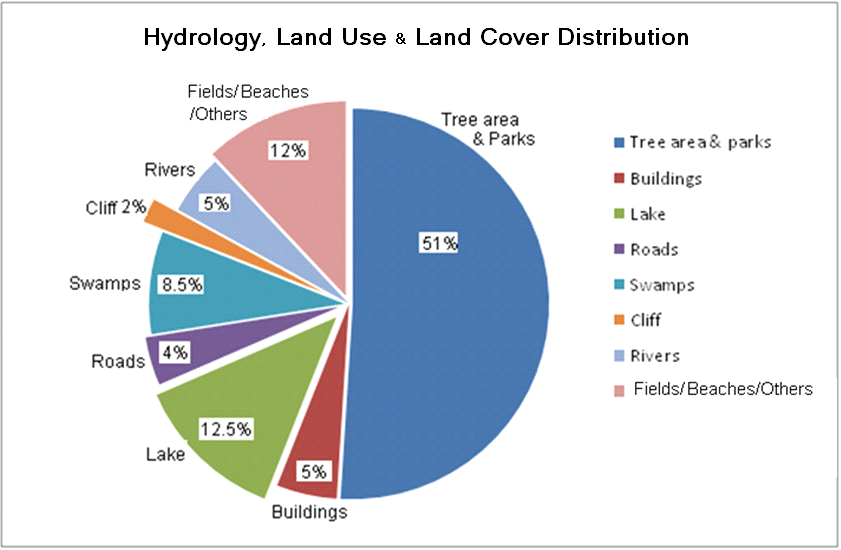 Hydrology, Land Use & Land Cover Distribution
Fields/Beaches
/Others
12%
Tree area
& Parks
51%
Rivers
5%
Cliff 2%
Swamps
8.5%
Roads
4%
Lake
12.5%
Buildings
5%
Tree area & parks
Buildings
Lake
Roads
Swamps
Cliff
Rivers
Fields/Beaches/Others